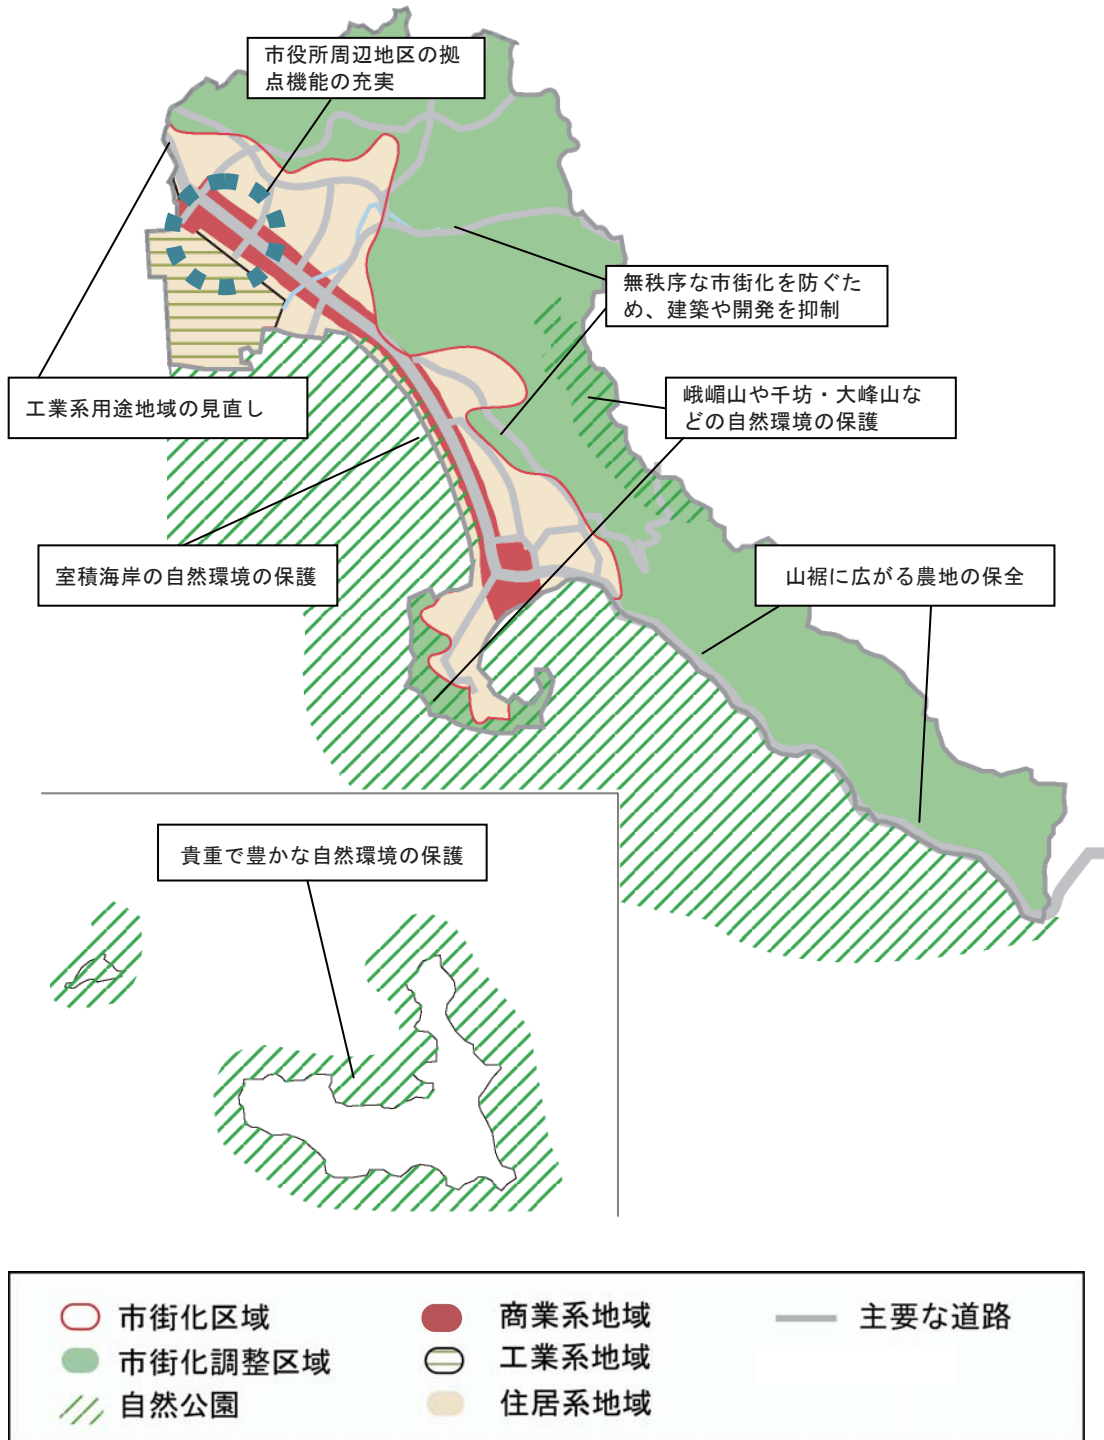 市役所周辺地区の拠
点機能の充実
無秩序な市街化を防ぐた
め、建築や開発を抑制
工業系用途地域の見直し
峨嵋山や千坊・大峰山な
どの自然環境の保護
室積海岸の自然環境の保護
山裾に広がる農地の保全
貴重で豊かな自然環境の保護
市街化区域
商業系地域
主要な道路
市街化調整区域
工業系地域
自然公園
住居系地域